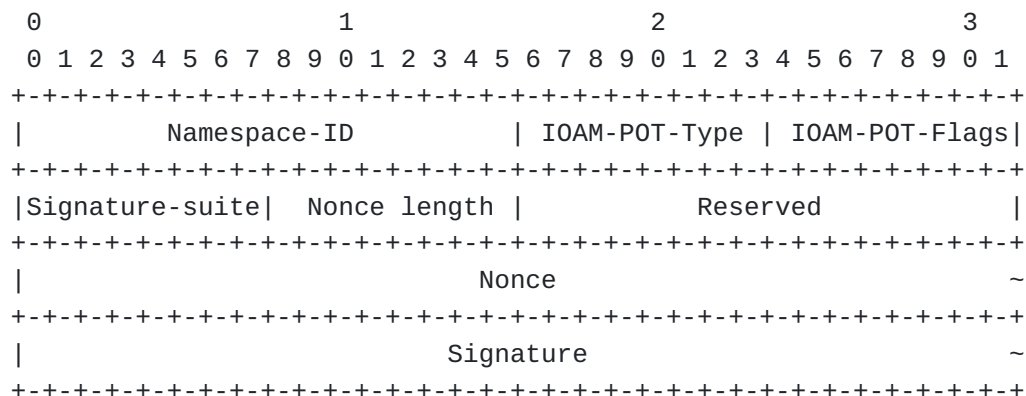 0                   1                   2                   3
 0 1 2 3 4 5 6 7 8 9 0 1 2 3 4 5 6 7 8 9 0 1 2 3 4 5 6 7 8 9 0 1
+-+-+-+-+-+-+-+-+-+-+-+-+-+-+-+-+-+-+-+-+-+-+-+-+-+-+-+-+-+-+-+-+
|         Namespace-ID          | IOAM-POT-Type | IOAM-POT-Flags|
+-+-+-+-+-+-+-+-+-+-+-+-+-+-+-+-+-+-+-+-+-+-+-+-+-+-+-+-+-+-+-+-+
|Signature-suite|  Nonce length |           Reserved            |
+-+-+-+-+-+-+-+-+-+-+-+-+-+-+-+-+-+-+-+-+-+-+-+-+-+-+-+-+-+-+-+-+
|                             Nonce                             ~
+-+-+-+-+-+-+-+-+-+-+-+-+-+-+-+-+-+-+-+-+-+-+-+-+-+-+-+-+-+-+-+-+
|                           Signature                           ~
+-+-+-+-+-+-+-+-+-+-+-+-+-+-+-+-+-+-+-+-+-+-+-+-+-+-+-+-+-+-+-+-+